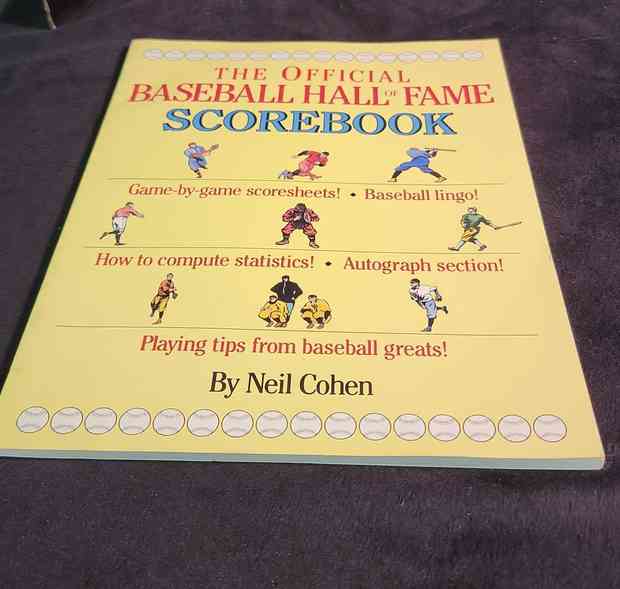 THE OFFICIAL
BASEBALL HALL OF FAME
SCOREBOOK
Game-by-game scoresheets! • Baseball lingo!
How to compute statistics! • Autograph section!
Playing tips from baseball greats!
By Neil Cohen